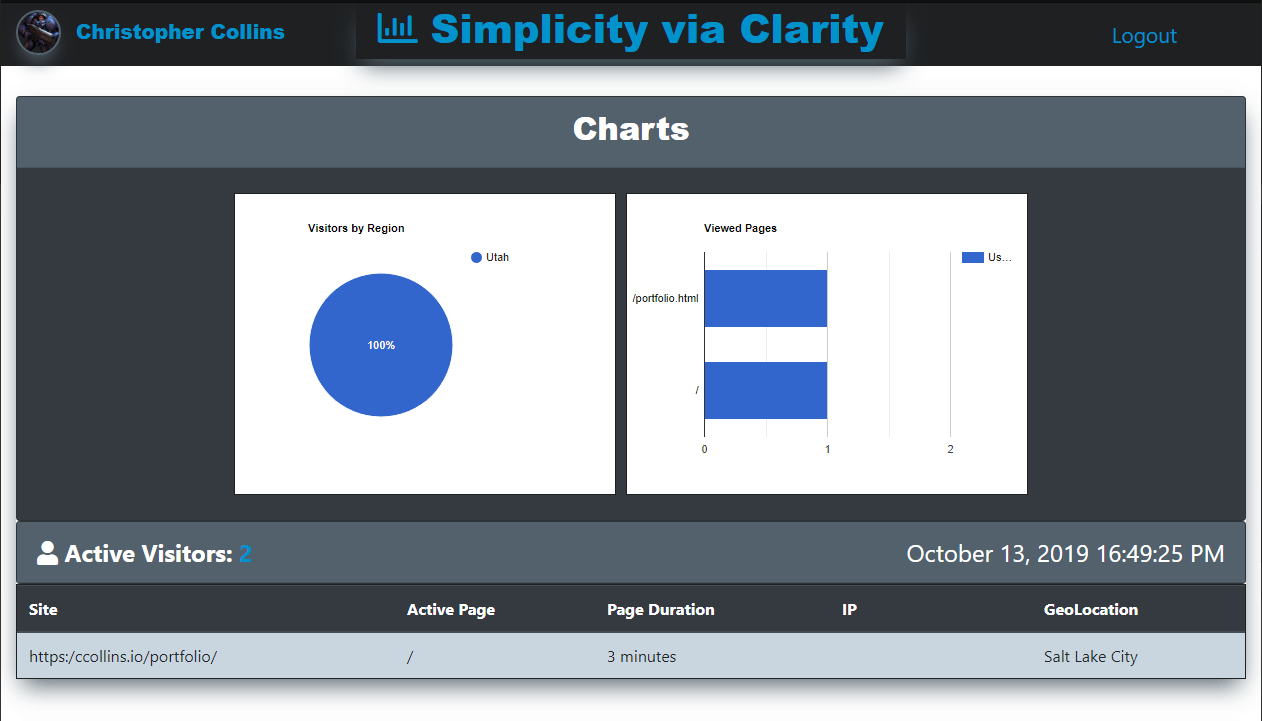 Christopher Collins
Simplicity via Clarity
Logout
Charts
Visitors by Region
Utah
100%
Viewed Pages
Us...
/portfolio.html
/
0 1 2
Active Visitors: 2
October 13, 2019 16:49:25 PM
Site Active Page Page Duration IP GeoLocation
https:/ccollins.io/portfolio/ / 3 minutes Salt Lake City